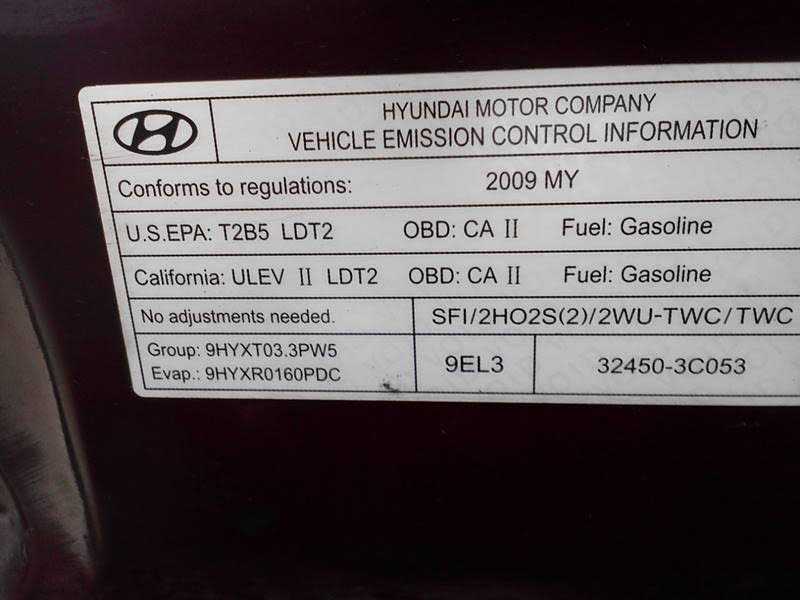 HYUNDAI MOTOR COMPANY
VEHICLE EMISSION CONTROL INFORMATION
Conforms to regulations: 2009 MY
U.S.EPA: T2B5 LDT2 OBD: CA II Fuel: Gasoline
California: ULEV II LDT2 OBD: CA II Fuel: Gasoline
No adjustments needed. SFI/2HO2S(2)/2WU-TWC/TWC
Group: 9HYXT03.3PW5
Evap.: 9HYXR0160PDC
9EL3 32450-3C053